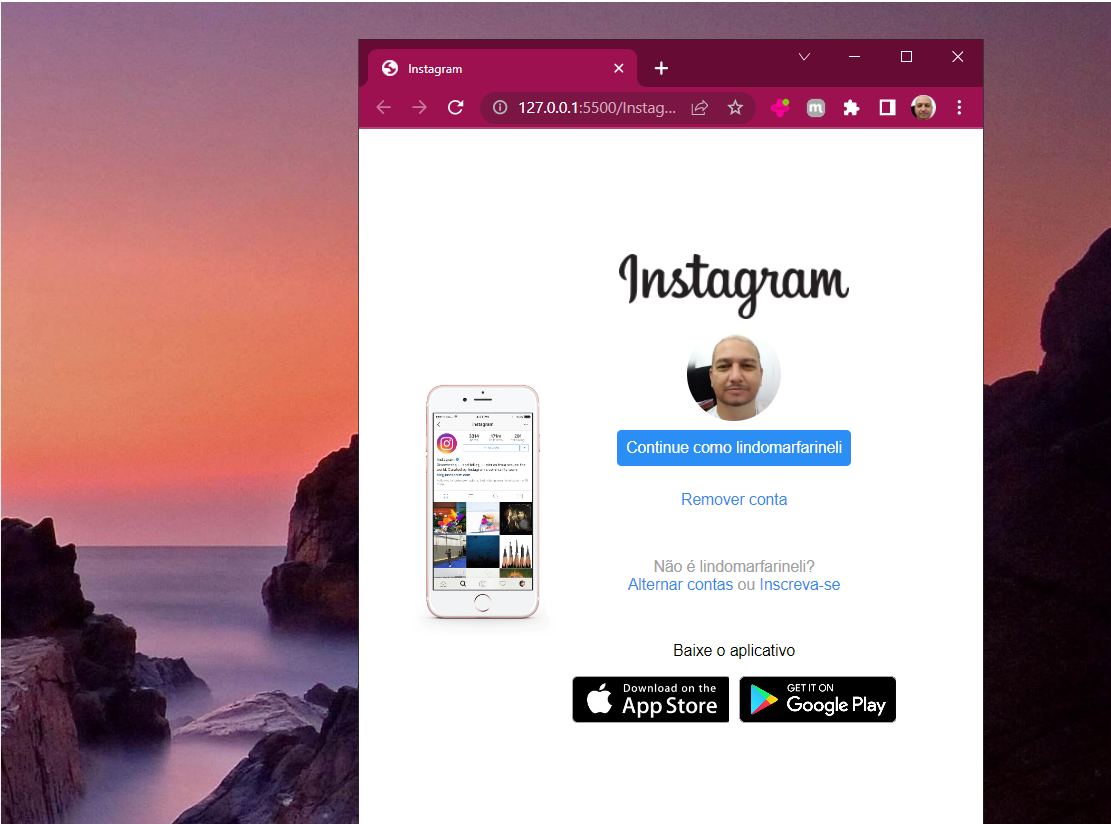 Instagram
127.0.0.1:5500/Instag...
Instagram
Continue como lindomarfarineli
Remover conta
Não é lindomarfarineli?
Alternar contas ou Inscreva-se
Baixe o aplicativo
Download on the
App Store
GET IT ON
Google Play
Instagram